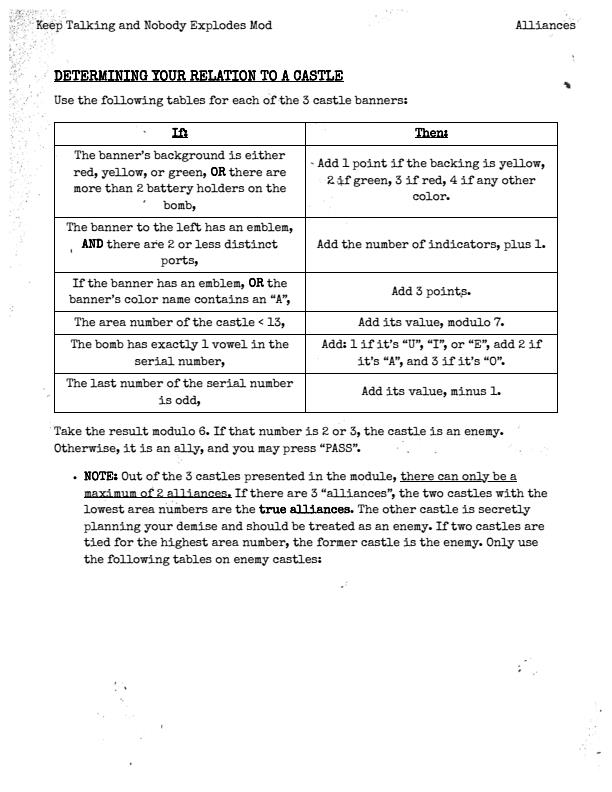 Keep Talking and Nobody Explodes Mod Alliances
DETERMINING YOUR RELATION TO A CASTLE
Use the following tables for each of the 3 castle banners:
If: Then:
The banner's background is either
red, yellow, or green, OR there are
more than 2 battery holders on the
bomb,
Add 1 point if the backing is yellow,
2 if green, 3 if red, 4 if any other
color.
The banner to the left has an emblem,
AND there are 2 or less distinct
ports,
Add the number of indicators, plus 1.
If the banner has an emblem, OR the
banner's color name contains an "A",
Add 3 points.
The area number of the castle < 13,
Add its value, modulo 7.
The bomb has exactly 1 vowel in the
serial number,
Add: 1 if it's "U", "I", or "E", add 2 if
it's "A", and 3 if it's "O".
The last number of the serial number
is odd,
Add its value, minus 1.
Take the result modulo 6. If that number is 2 or 3, the castle is an enemy.
Otherwise, it is an ally, and you may press "PASS".
• NOTE: Out of the 3 castles presented in the module, there can only be a
maximum of 2 alliances. If there are 3 "alliances", the two castles with the
lowest area numbers are the true alliances. The other castle is secretly
planning your demise and should be treated as an enemy. If two castles are
tied for the highest area number, the former castle is the enemy. Only use
the following tables on enemy castles: